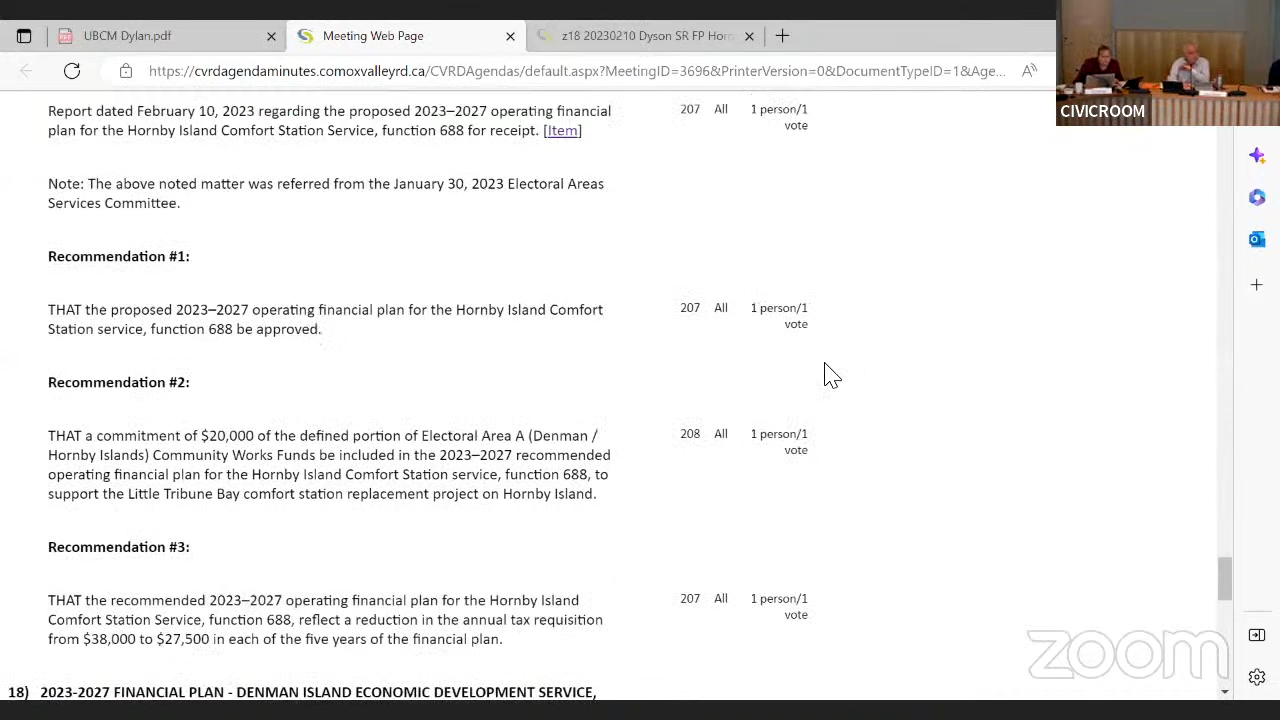 UBCM Dylan.pdf
Meeting Web Page
z18 20230210 Dyson SR FP Horn
https://cvrdagendaminutes.comoxvalleyrd.ca/CVRDAgendas/default.aspx?MeetingID=3696&PrinterVersion=0&DocumentTypeID=1&Age...
CIVICROOM
Report dated February 10, 2023 regarding the proposed 2023–2027 operating financial 207 All 1 person/1
plan for the Hornby Island Comfort Station Service, function 688 for receipt. [Item] vote
Note: The above noted matter was referred from the January 30, 2023 Electoral Areas
Services Committee.
Recommendation #1:
THAT the proposed 2023–2027 operating financial plan for the Hornby Island Comfort 207 All 1 person/1
Station service, function 688 be approved. vote
Recommendation #2:
THAT a commitment of $20,000 of the defined portion of Electoral Area A (Denman / 208 All 1 person/1
Hornby Islands) Community Works Funds be included in the 2023–2027 recommended vote
operating financial plan for the Hornby Island Comfort Station service, function 688, to
support the Little Tribune Bay comfort station replacement project on Hornby Island.
Recommendation #3:
THAT the recommended 2023–2027 operating financial plan for the Hornby Island 207 All 1 person/1
Comfort Station Service, function 688, reflect a reduction in the annual tax requisition vote
from $38,000 to $27,500 in each of the five years of the financial plan.
zoom
18) 2023-2027 FINANCIAL PLAN - DENMAN ISLAND ECONOMIC DEVELOPMENT SERVICE,